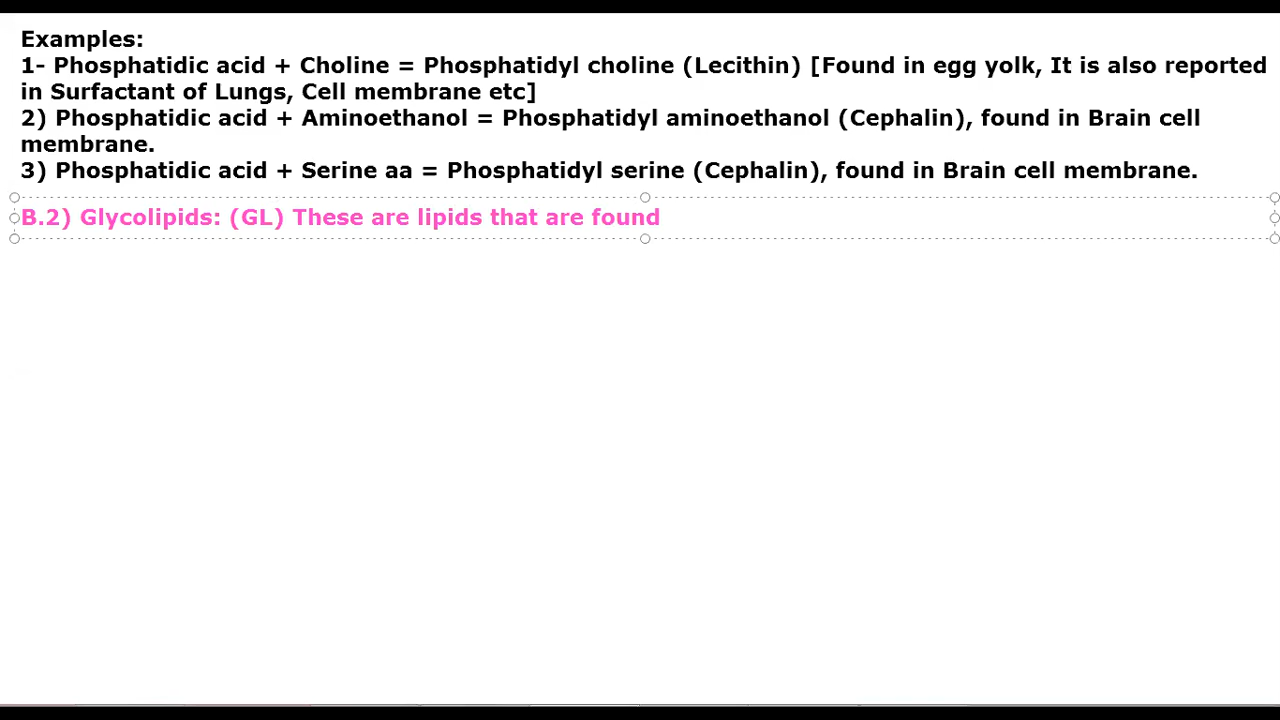 Examples:
1- Phosphatidic acid + Choline = Phosphatidyl choline (Lecithin) [Found in egg yolk, It is also reported
in Surfactant of Lungs, Cell membrane etc]
2) Phosphatidic acid + Aminoethanol = Phosphatidyl aminoethanol (Cephalin), found in Brain cell
membrane.
3) Phosphatidic acid + Serine aa = Phosphatidyl serine (Cephalin), found in Brain cell membrane.
B.2) Glycolipids: (GL) These are lipids that are found